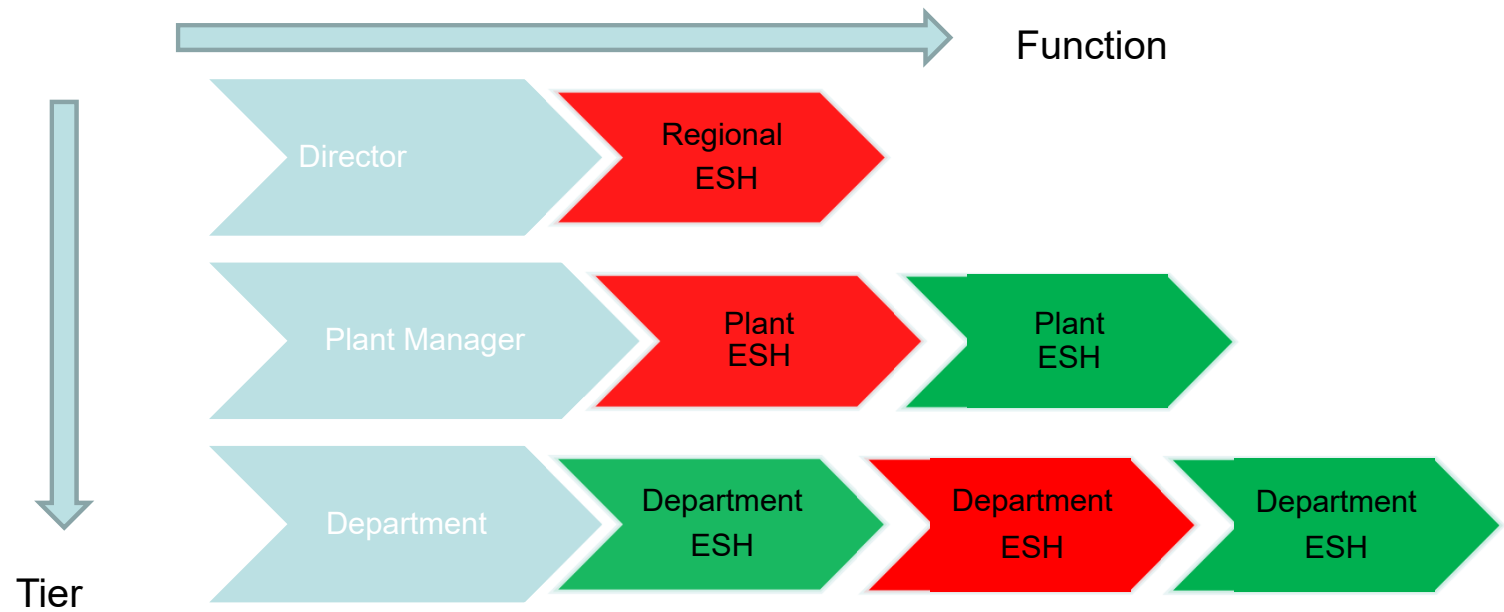 Function
Director
Regional
ESH
Plant Manager
Plant
ESH
Plant
ESH
Department
Department
ESH
Department
ESH
Department
ESH
Tier